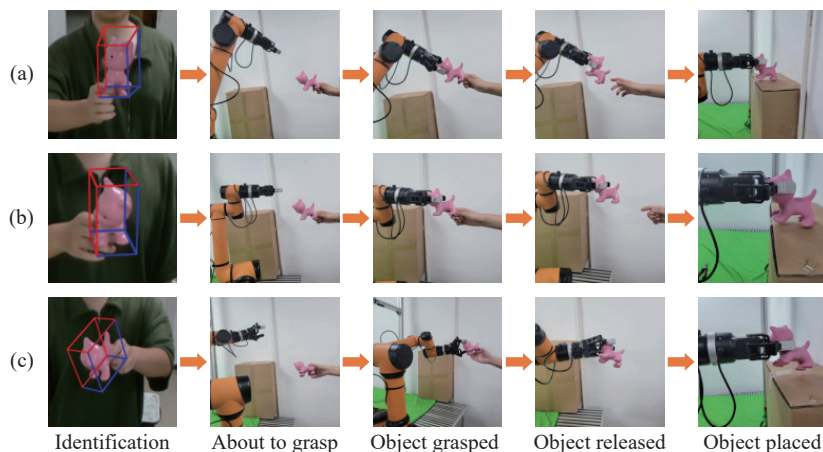 (a)
(b)
(c)
Identification About to grasp Object grasped Object released Object placed